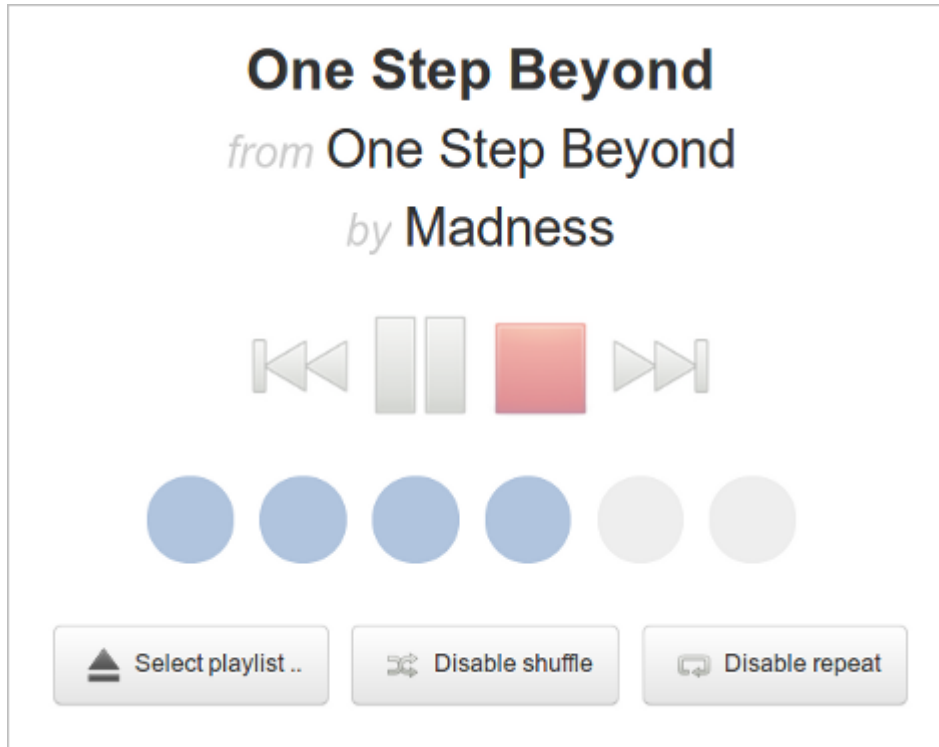 One Step Beyond
from One Step Beyond
by Madness
Select playlist ..
Disable shuffle
Disable repeat